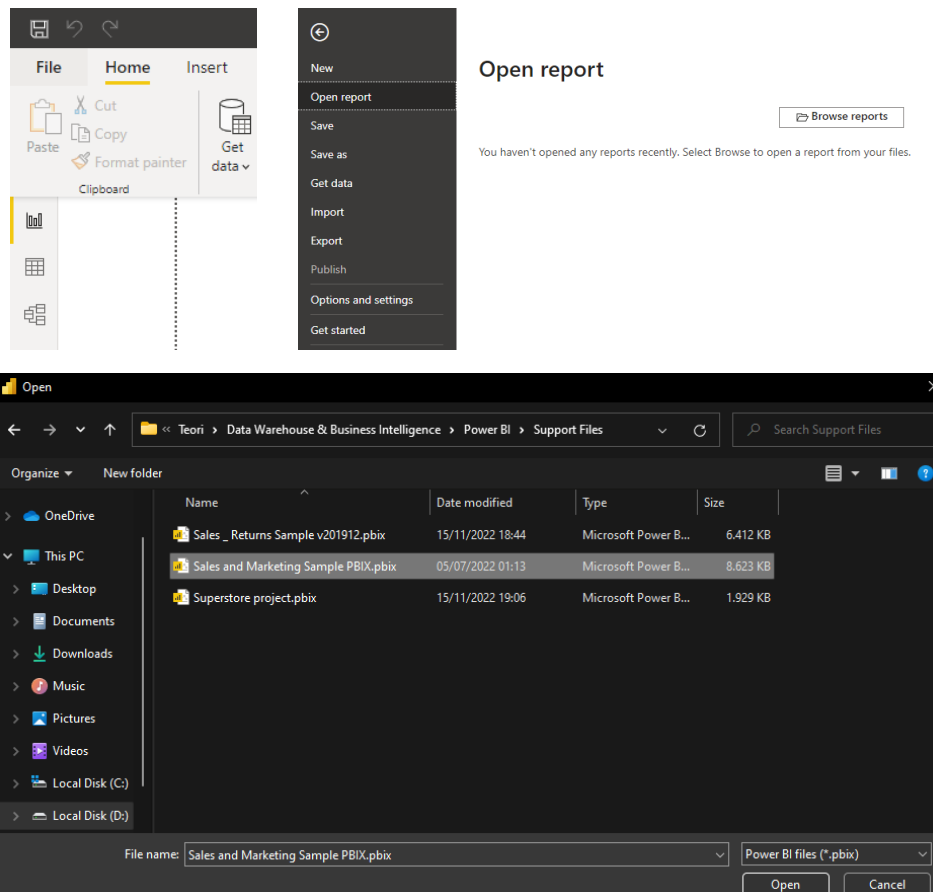 File Home Insert
Cut
Copy
Paste
Format painter
Clipboard
Get
data
New
Open report
Save
Save as
Get data
Import
Export
Publish
Options and settings
Get started
Open report
Browse reports
You haven't opened any reports recently. Select Browse to open a report from your files.
Open
« Teori › Data Warehouse & Business Intelligence › Power BI › Support Files
Search Support Files
Organize New folder
?
Name Date modified Type Size
OneDrive
This PC
Desktop
Documents
Downloads
Music
Pictures
Videos
Local Disk (C:)
Local Disk (D:)
Sales _ Returns Sample v201912.pbix 15/11/2022 18:44 Microsoft Power B... 6.412 KB
Sales and Marketing Sample PBIX.pbix 05/07/2022 01:13 Microsoft Power B... 8.623 KB
Superstore project.pbix 15/11/2022 19:06 Microsoft Power B... 1.929 KB
File name: Sales and Marketing Sample PBIX.pbix Power BI files (*.pbix)
Open Cancel